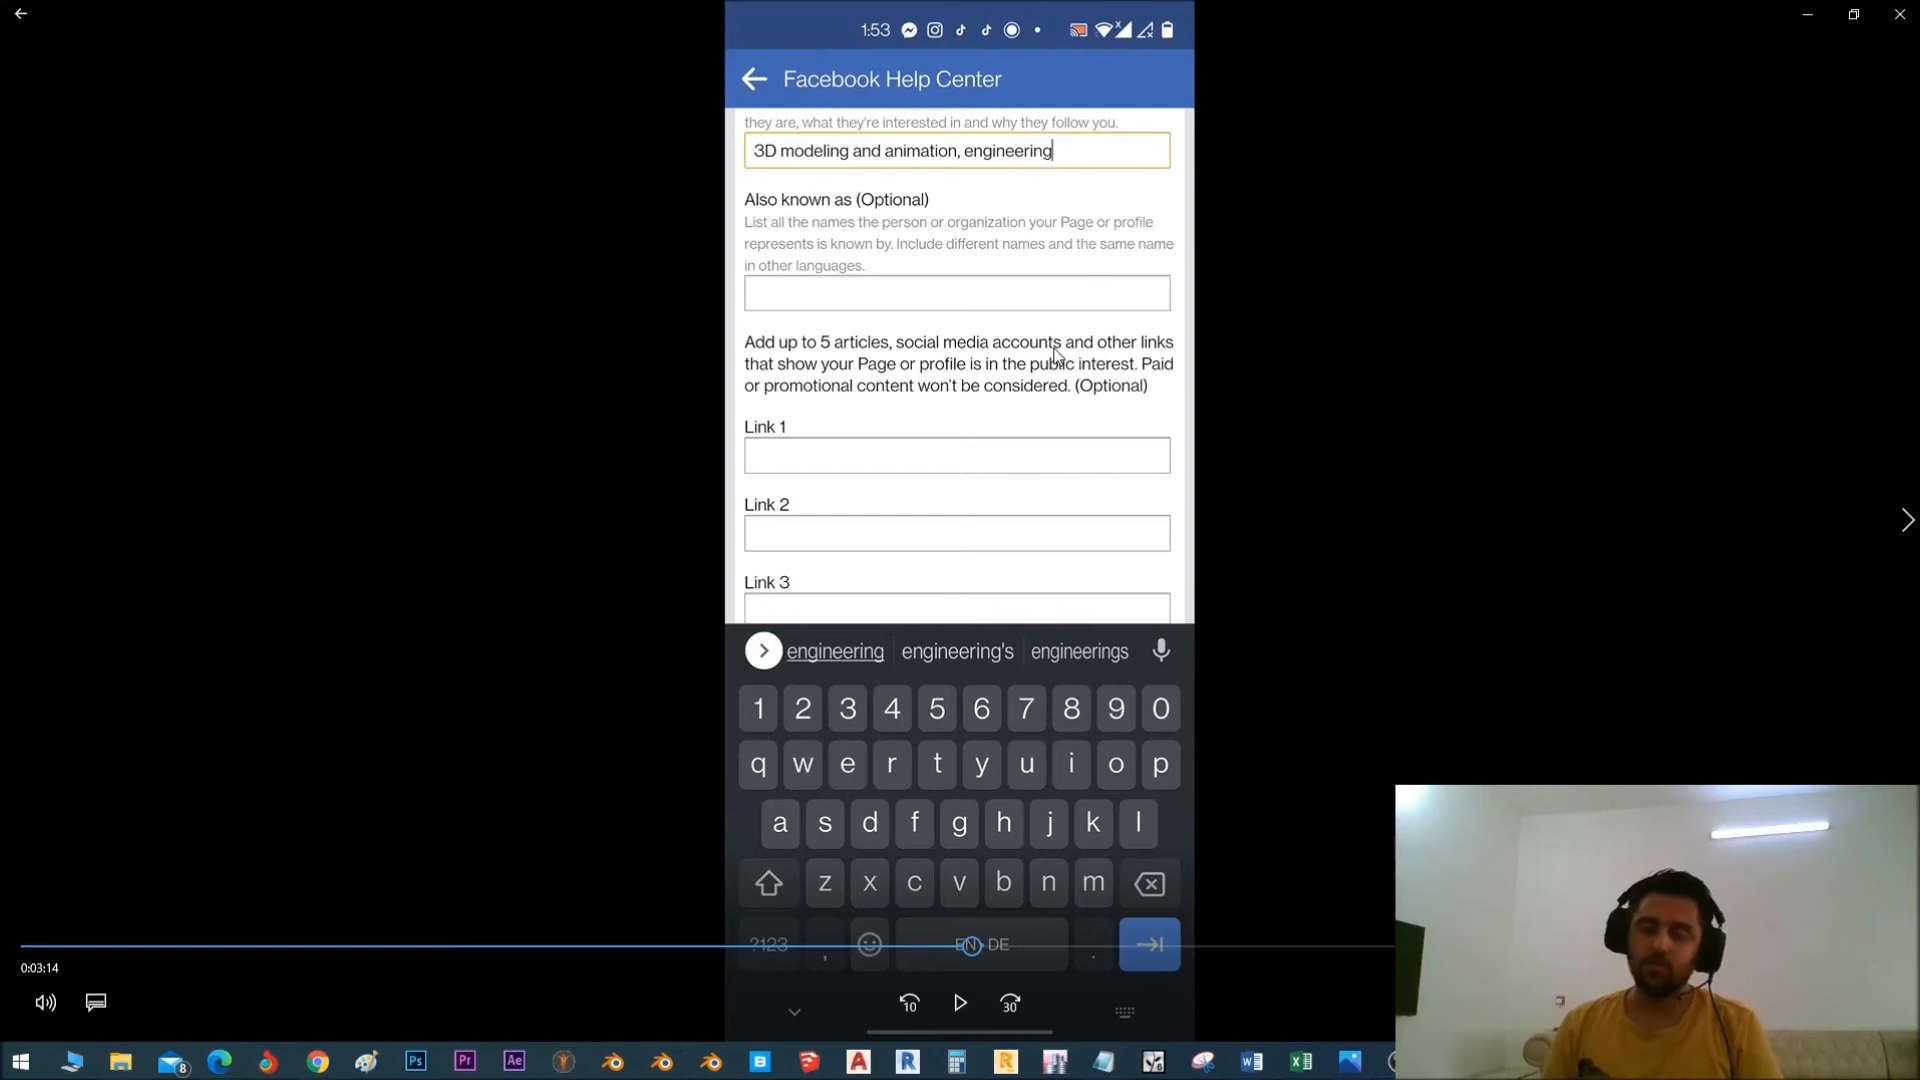 1:53
Facebook Help Center
they are, what they're interested in and why they follow you.
3D modeling and animation, engineering
Also known as (Optional)
List all the names the person or organization your Page or profile
represents is known by. Include different names and the same name
in other languages.
Add up to 5 articles, social media accounts and other links
that show your Page or profile is in the public interest. Paid
or promotional content won't be considered. (Optional)
Link 1
Link 2
Link 3
engineering engineering's engineerings
1 2 3 4 5 6 7 8 9 0
q w e r t y u i o p
a s d f g h j k l
z x c v b n m
?123 , EN • DE .
0:03:14
10 30
8 Ps Pr Ae B A R R 6 W X